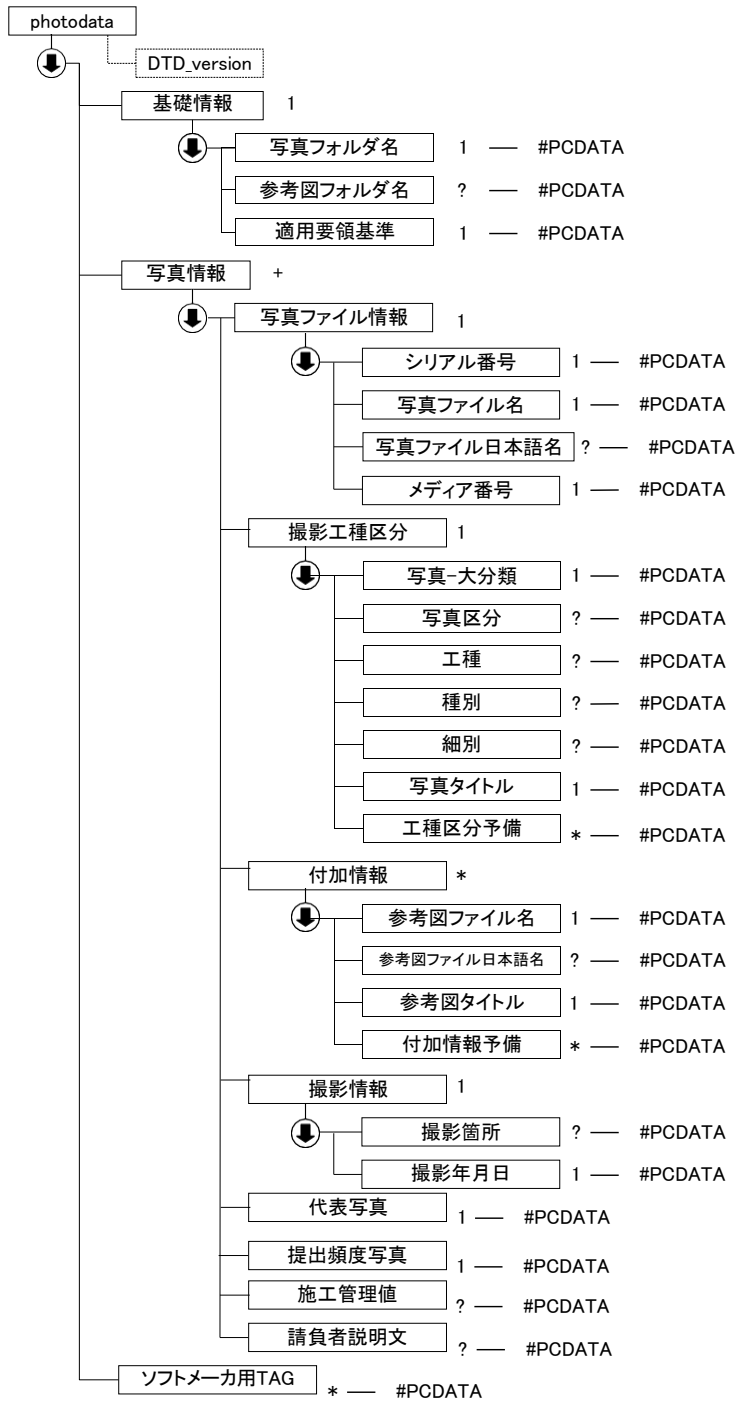 photodata
DTD_version
基礎情報 1
写真フォルダ名 1 ── #PCDATA
参考図フォルダ名 ? ── #PCDATA
適用要領基準 1 ── #PCDATA
写真情報 +
写真ファイル情報 1
シリアル番号 1 ── #PCDATA
写真ファイル名 1 ── #PCDATA
写真ファイル日本語名 ? ── #PCDATA
メディア番号 1 ── #PCDATA
撮影工種区分 1
写真-大分類 1 ── #PCDATA
写真区分 ? ── #PCDATA
工種 ? ── #PCDATA
種別 ? ── #PCDATA
細別 ? ── #PCDATA
写真タイトル 1 ── #PCDATA
工種区分予備 * ── #PCDATA
付加情報 *
参考図ファイル名 1 ── #PCDATA
参考図ファイル日本語名 ? ── #PCDATA
参考図タイトル 1 ── #PCDATA
付加情報予備 * ── #PCDATA
撮影情報 1
撮影箇所 ? ── #PCDATA
撮影年月日 1 ── #PCDATA
代表写真 1 ── #PCDATA
提出頻度写真 1 ── #PCDATA
施工管理値 ? ── #PCDATA
請負者説明文 ? ── #PCDATA
ソフトメーカ用TAG * ── #PCDATA